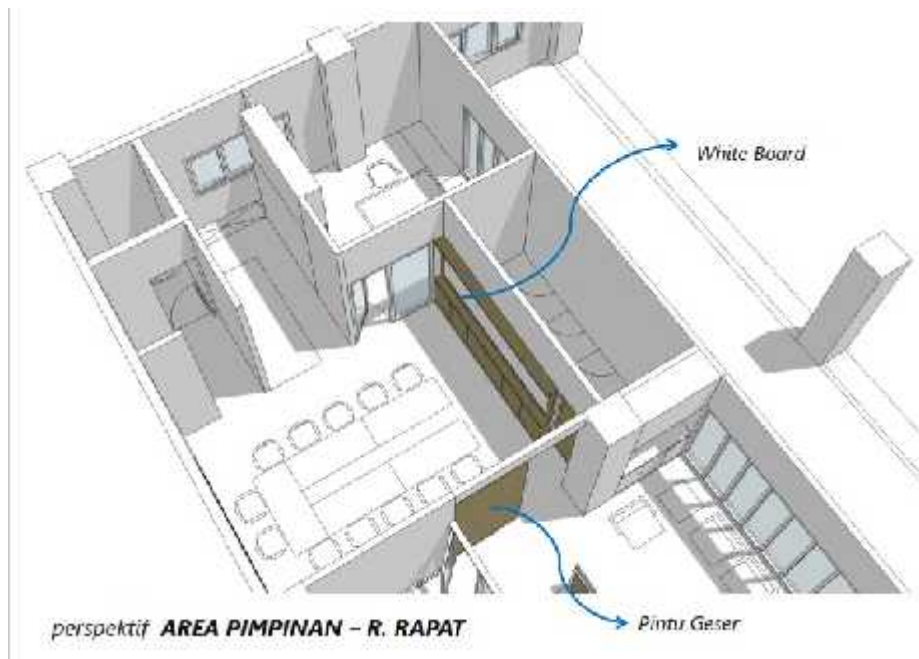 White Board
Pintu Geser
perspektif AREA PIMPINAN – R. RAPAT